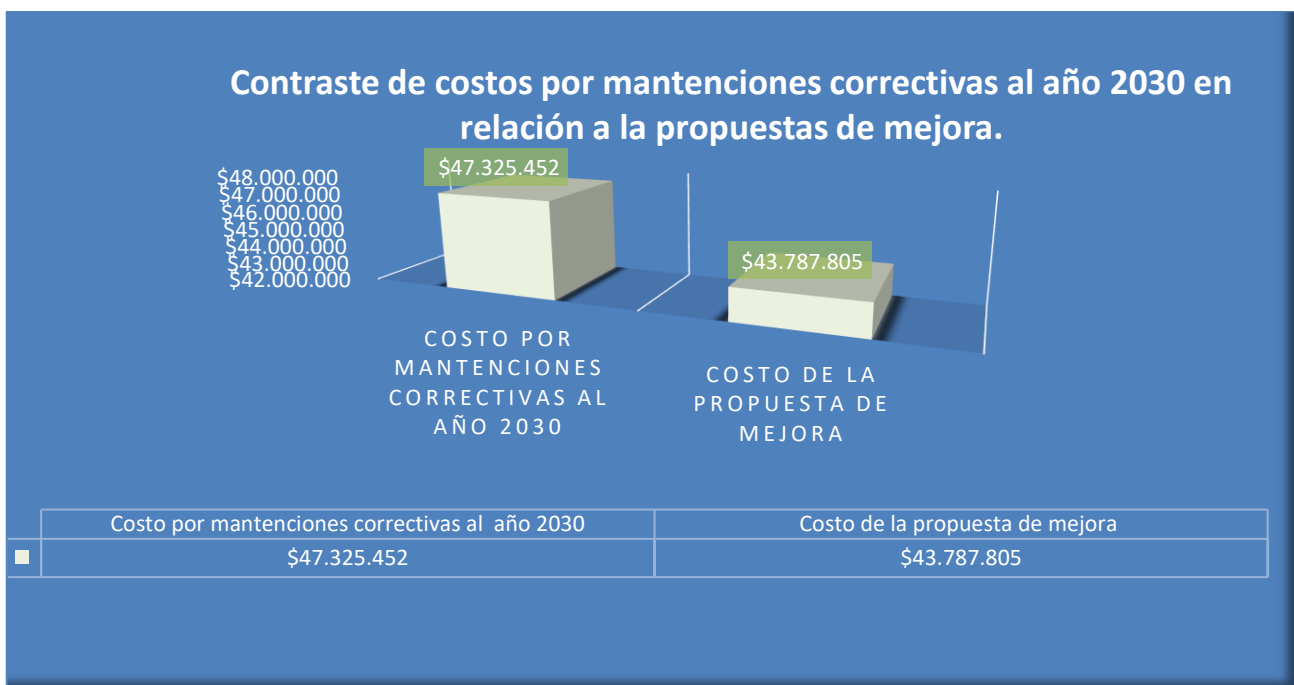 Contraste de costos por mantenciones correctivas al año 2030 en
relación a la propuestas de mejora.
$47.325.452
$48.000.000
$47.000.000
$46.000.000
$45.000.000
$44.000.000
$43.000.000
$42.000.000
$43.787.805
COSTO POR
MANTENCIONES
CORRECTIVAS AL
AÑO 2030
COSTO DE LA
PROPUESTA DE
MEJORA
Costo por mantenciones correctivas al año 2030 Costo de la propuesta de mejora
$47.325.452 $43.787.805